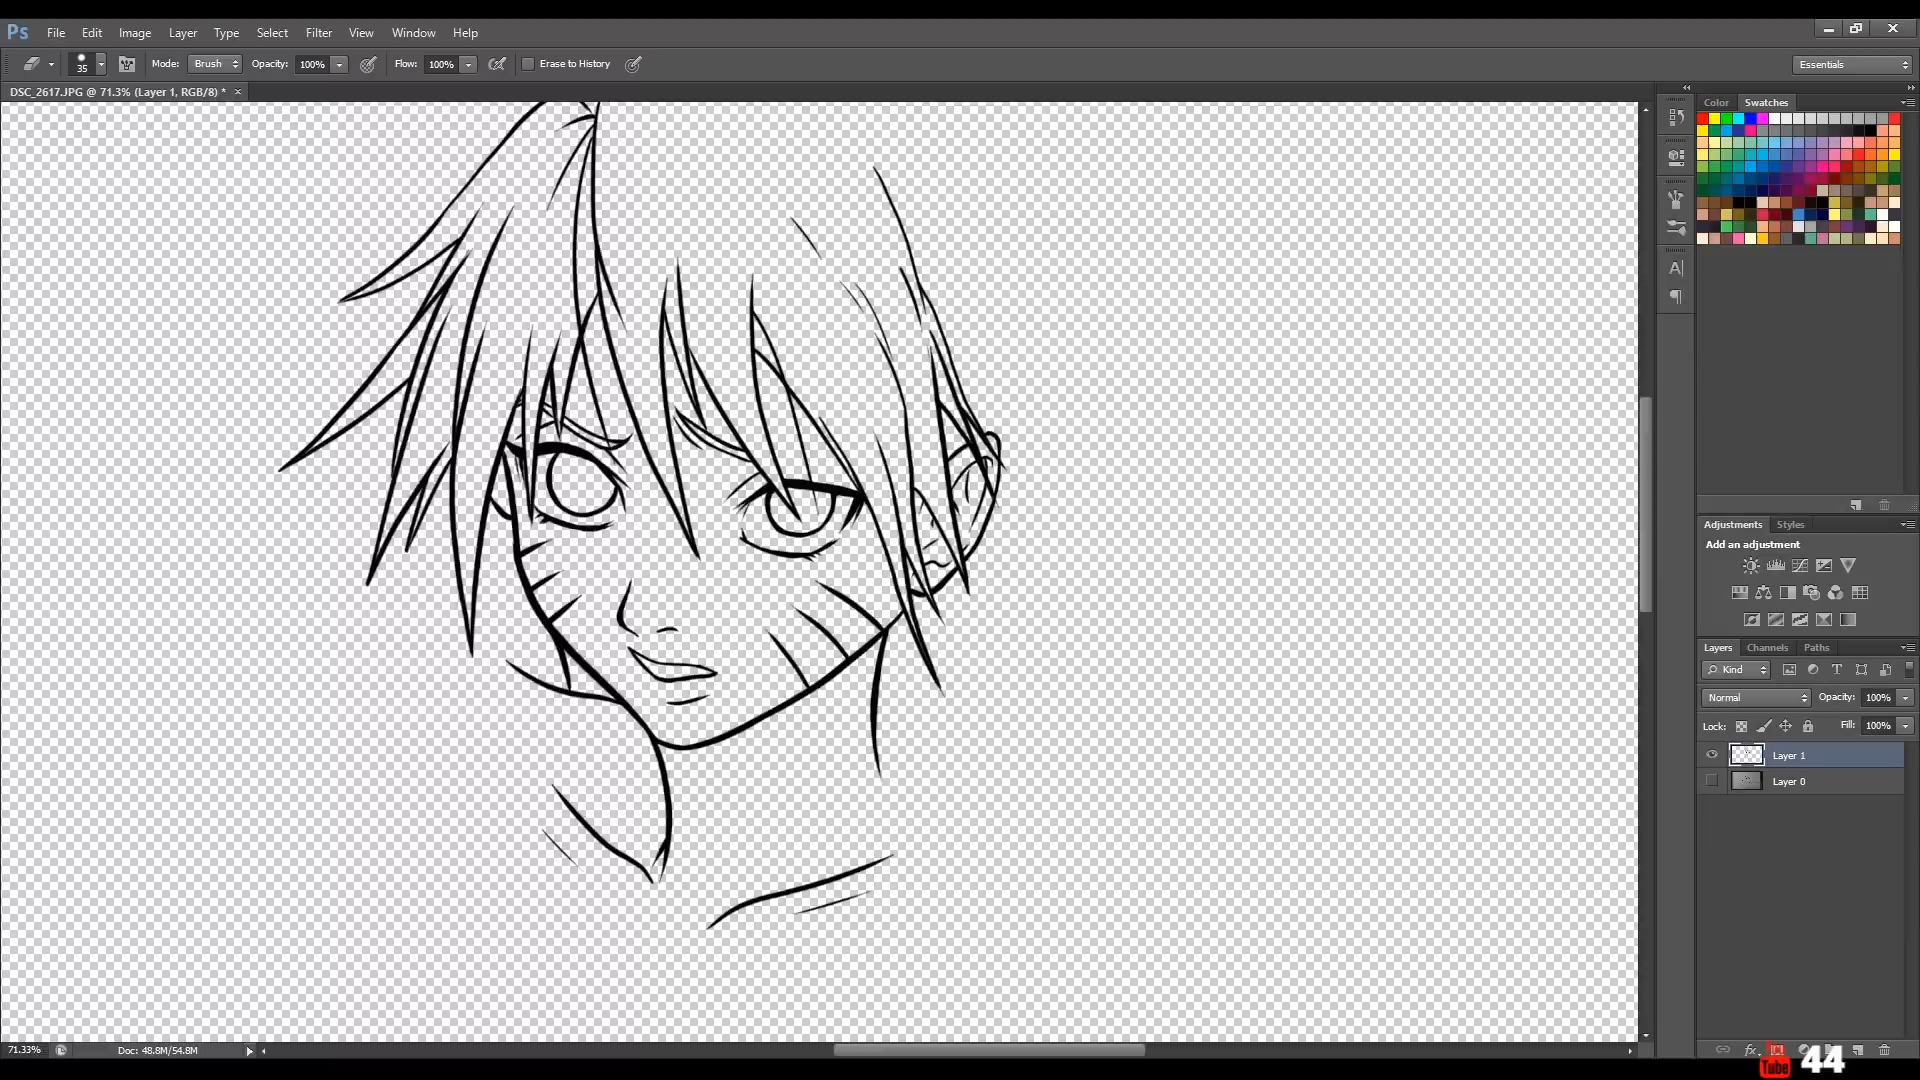 Ps File Edit Image Layer Type Select Filter View Window Help
35 Mode: Brush Opacity: 100% Flow: 100% Erase to History Essentials
DSC_2617.JPG @ 71.3% (Layer 1, RGB/8) * ×
Color Swatches
A|
Adjustments Styles
Add an adjustment
Layers Channels Paths
Kind T
Normal Opacity: 100%
Lock: Fill: 100%
Layer 1
Layer 0
71.33% Doc: 48.8M/54.8M
fx
Tube 44